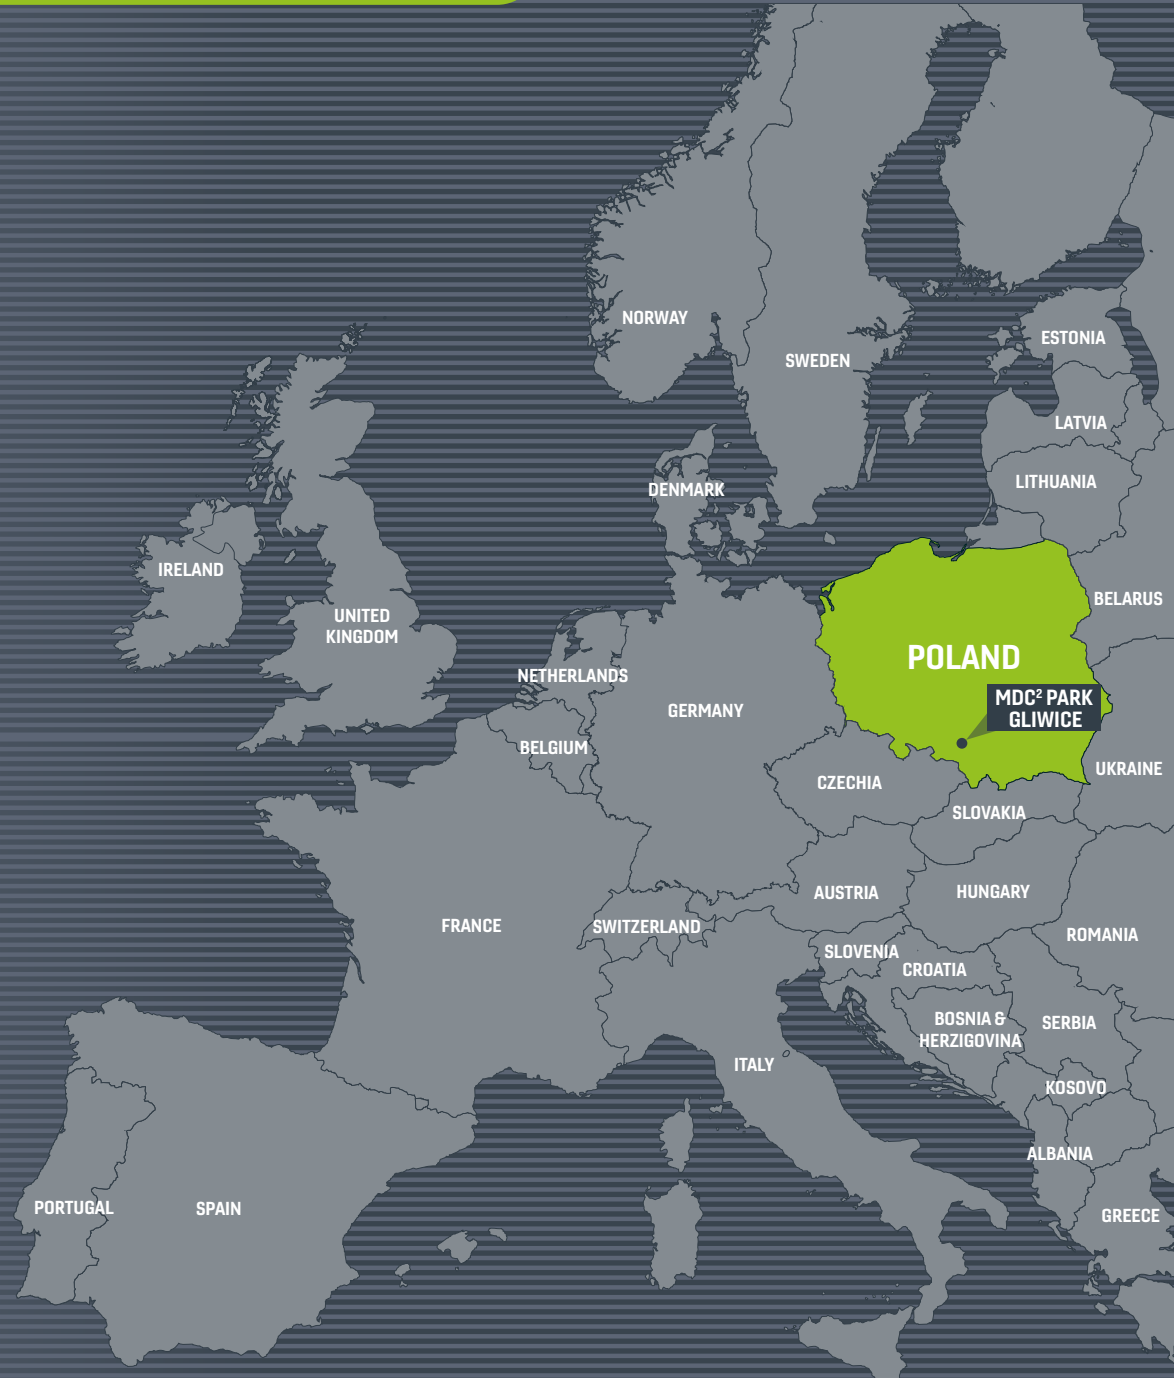 NORWAY
ESTONIA
SWEDEN
LATVIA
LITHUANIA
DENMARK
IRELAND
BELARUS
UNITED
KINGDOM
POLAND
NETHERLANDS
MDC² PARK
GLIWICE
GERMANY
BELGIUM
UKRAINE
CZECHIA
SLOVAKIA
AUSTRIA
HUNGARY
FRANCE
SWITZERLAND
ROMANIA
SLOVENIA
CROATIA
BOSNIA &
HERZIGOVINA
SERBIA
ITALY
KOSOVO
ALBANIA
PORTUGAL
SPAIN
GREECE